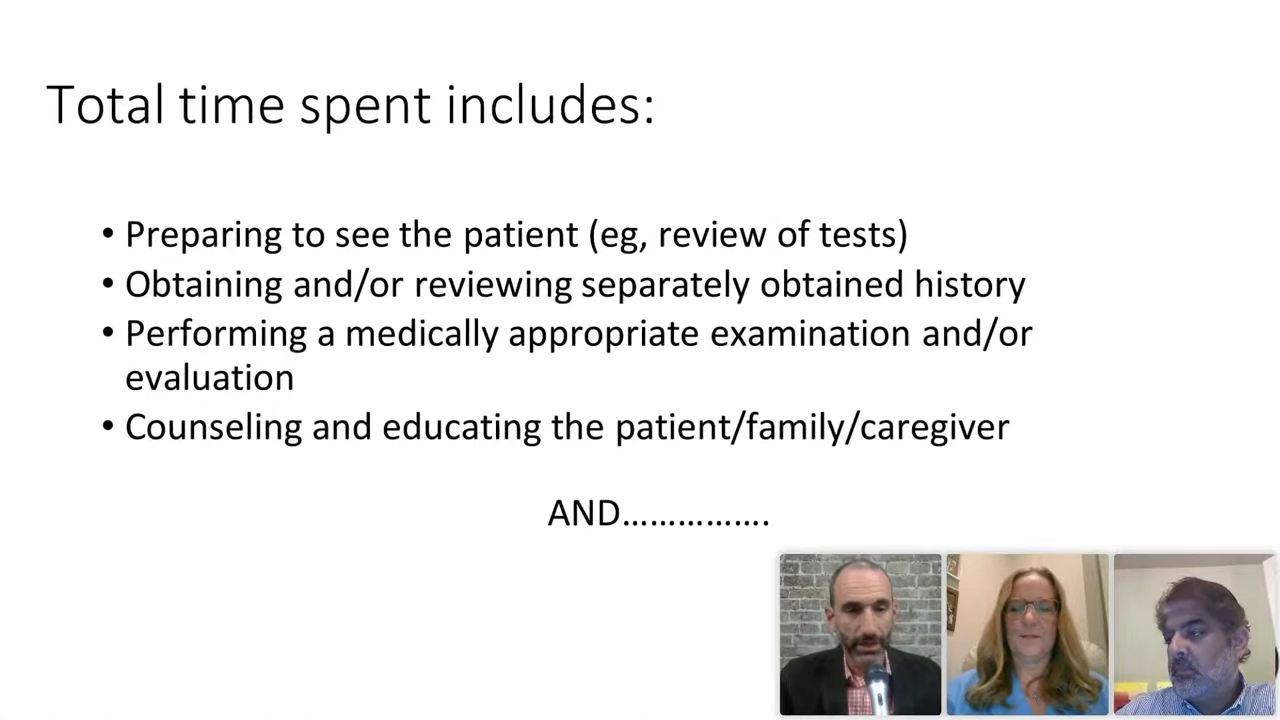 Total time spent includes:
• Preparing to see the patient (eg, review of tests)
• Obtaining and/or reviewing separately obtained history
• Performing a medically appropriate examination and/or
evaluation
• Counseling and educating the patient/family/caregiver
AND…………….